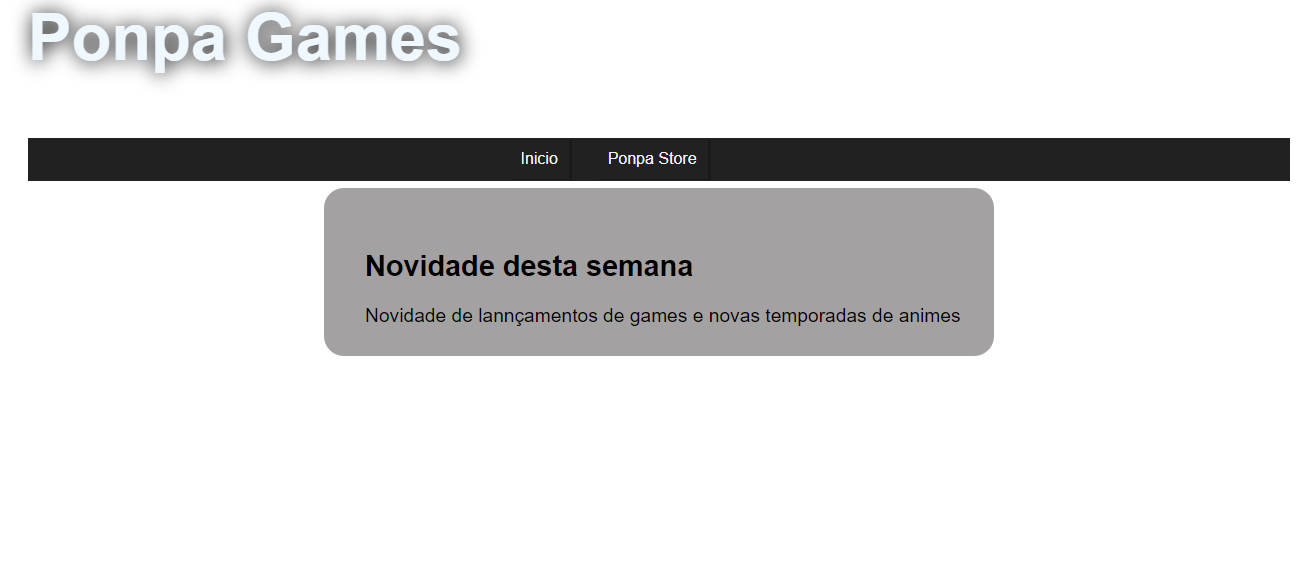 Ponpa Games
Inicio Ponpa Store
Novidade desta semana
Novidade de lannçamentos de games e novas temporadas de animes